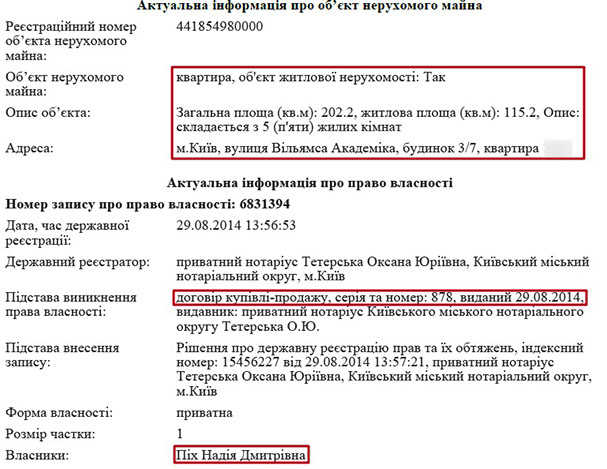 Актуальна інформація про об’єкт нерухомого майна
Реєстраційний номер 441854980000
об’єкта нерухомого
майна:
Об’єкт нерухомого квартира, об'єкт житлової нерухомості: Так
майна:
Опис об’єкта: Загальна площа (кв.м): 202.2, житлова площа (кв.м): 115.2, Опис:
складається з 5 (п'яти) жилих кімнат
Адреса: м.Київ, вулиця Вільямса Академіка, будинок 3/7, квартира
Актуальна інформація про право власності
Номер запису про право власності: 6831394
Дата, час державної 29.08.2014 13:56:53
реєстрації:
Державний реєстратор: приватний нотаріус Тетерська Оксана Юріївна, Київський міський
нотаріальний округ, м.Київ
Підстава виникнення договір купівлі-продажу, серія та номер: 878, виданий 29.08.2014,
права власності: видавник: приватний нотаріус Київського міського нотаріального
округу Тетерська О.Ю.
Підстава внесення Рішення про державну реєстрацію прав та їх обтяжень, індексний
запису: номер: 15456227 від 29.08.2014 13:57:21, приватний нотаріус
Тетерська Оксана Юріївна, Київський міський нотаріальний округ,
м.Київ
Форма власності: приватна
Розмір частки: 1
Власники: Піх Надія Дмитрівна